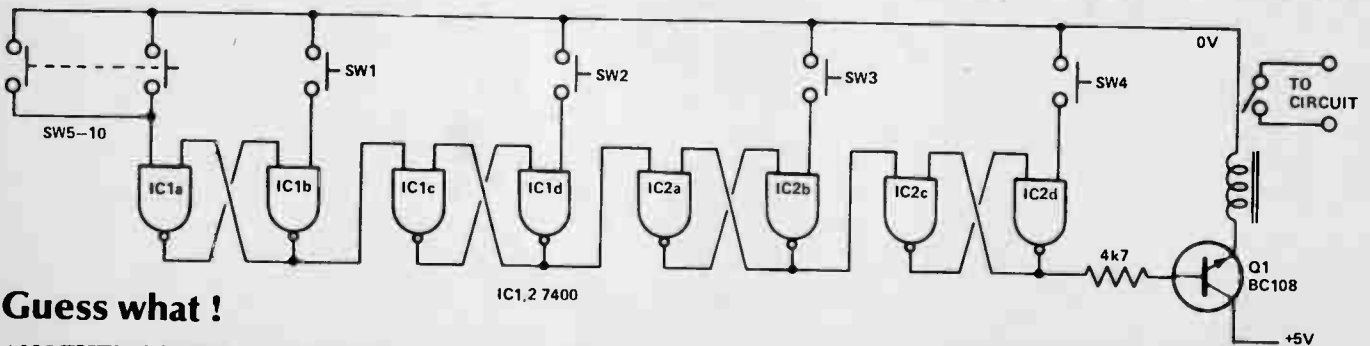 0V
SW1
SW2
SW3
SW4
TO
CIRCUIT
SW5–10
IC1a
IC1b
IC1c
IC1d
IC2a
IC2b
IC2c
IC2d
4k7
Q1
BC108
IC1,2 7400
+5V
Guess what !